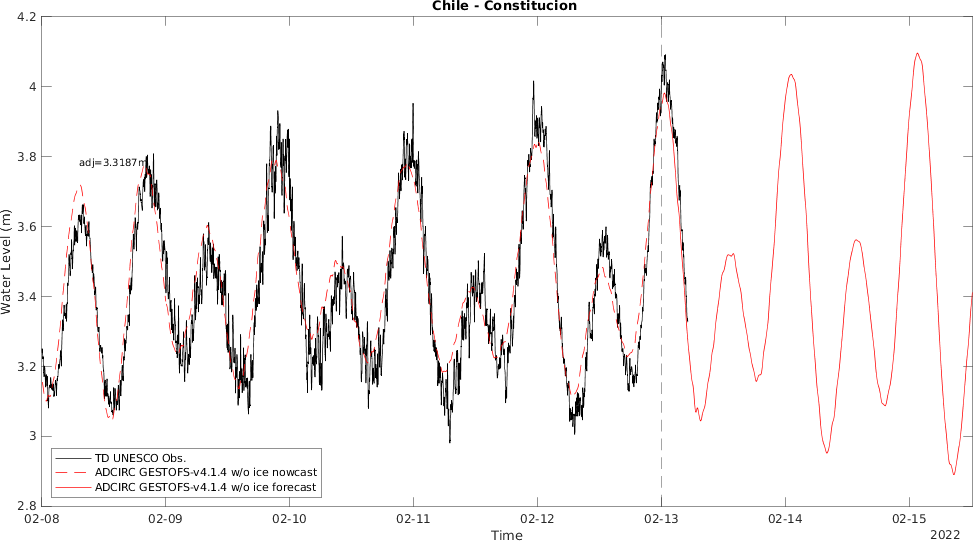 Chile - Constitucion
4.2
4
3.8
3.6
3.4
3.2
3
2.8
Water Level (m)
adj=3.3187m
TD UNESCO Obs.
ADCIRC GESTOFS-v4.1.4 w/o ice nowcast
ADCIRC GESTOFS-v4.1.4 w/o ice forecast
02-08 02-09 02-10 02-11 02-12 02-13 02-14 02-15
Time
2022